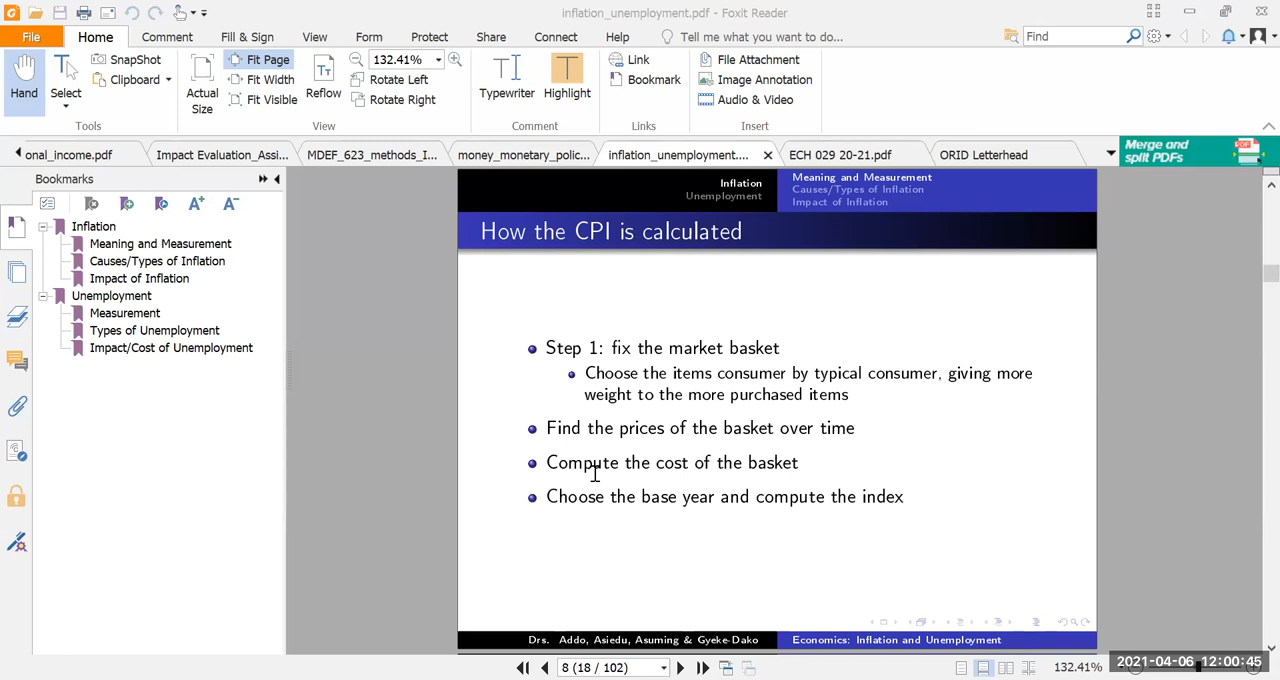 inflation_unemployment.pdf - Foxit Reader
File Home Comment Fill & Sign View Form Protect Share Connect Help Tell me what you want to do... Find
Hand
Select
SnapShot
Clipboard
Tools
Actual
Size
Fit Page
Fit Width
Fit Visible
Reflow
132.41%
Rotate Left
Rotate Right
View
Typewriter
Highlight
Comment
Link
Bookmark
Links
File Attachment
Image Annotation
Audio & Video
Insert
onal_income.pdf Impact Evaluation_Assi... MDEF_623_methods_I... money_monetary_polic... inflation_unemployment.... ECH 029 20-21.pdf ORID Letterhead
Merge and
split PDFs
PDF
Bookmarks
Inflation
Meaning and Measurement
Causes/Types of Inflation
Impact of Inflation
Unemployment
Measurement
Types of Unemployment
Impact/Cost of Unemployment
Inflation
Unemployment
Meaning and Measurement
Causes/Types of Inflation
Impact of Inflation
How the CPI is calculated
Step 1: fix the market basket
Choose the items consumer by typical consumer, giving more
weight to the more purchased items
Find the prices of the basket over time
Compute the cost of the basket
Choose the base year and compute the index
Drs. Addo, Asiedu, Asuming & Gyeke-Dako Economics: Inflation and Unemployment
8 (18 / 102) 132.41%
2021-04-06 12:00:45